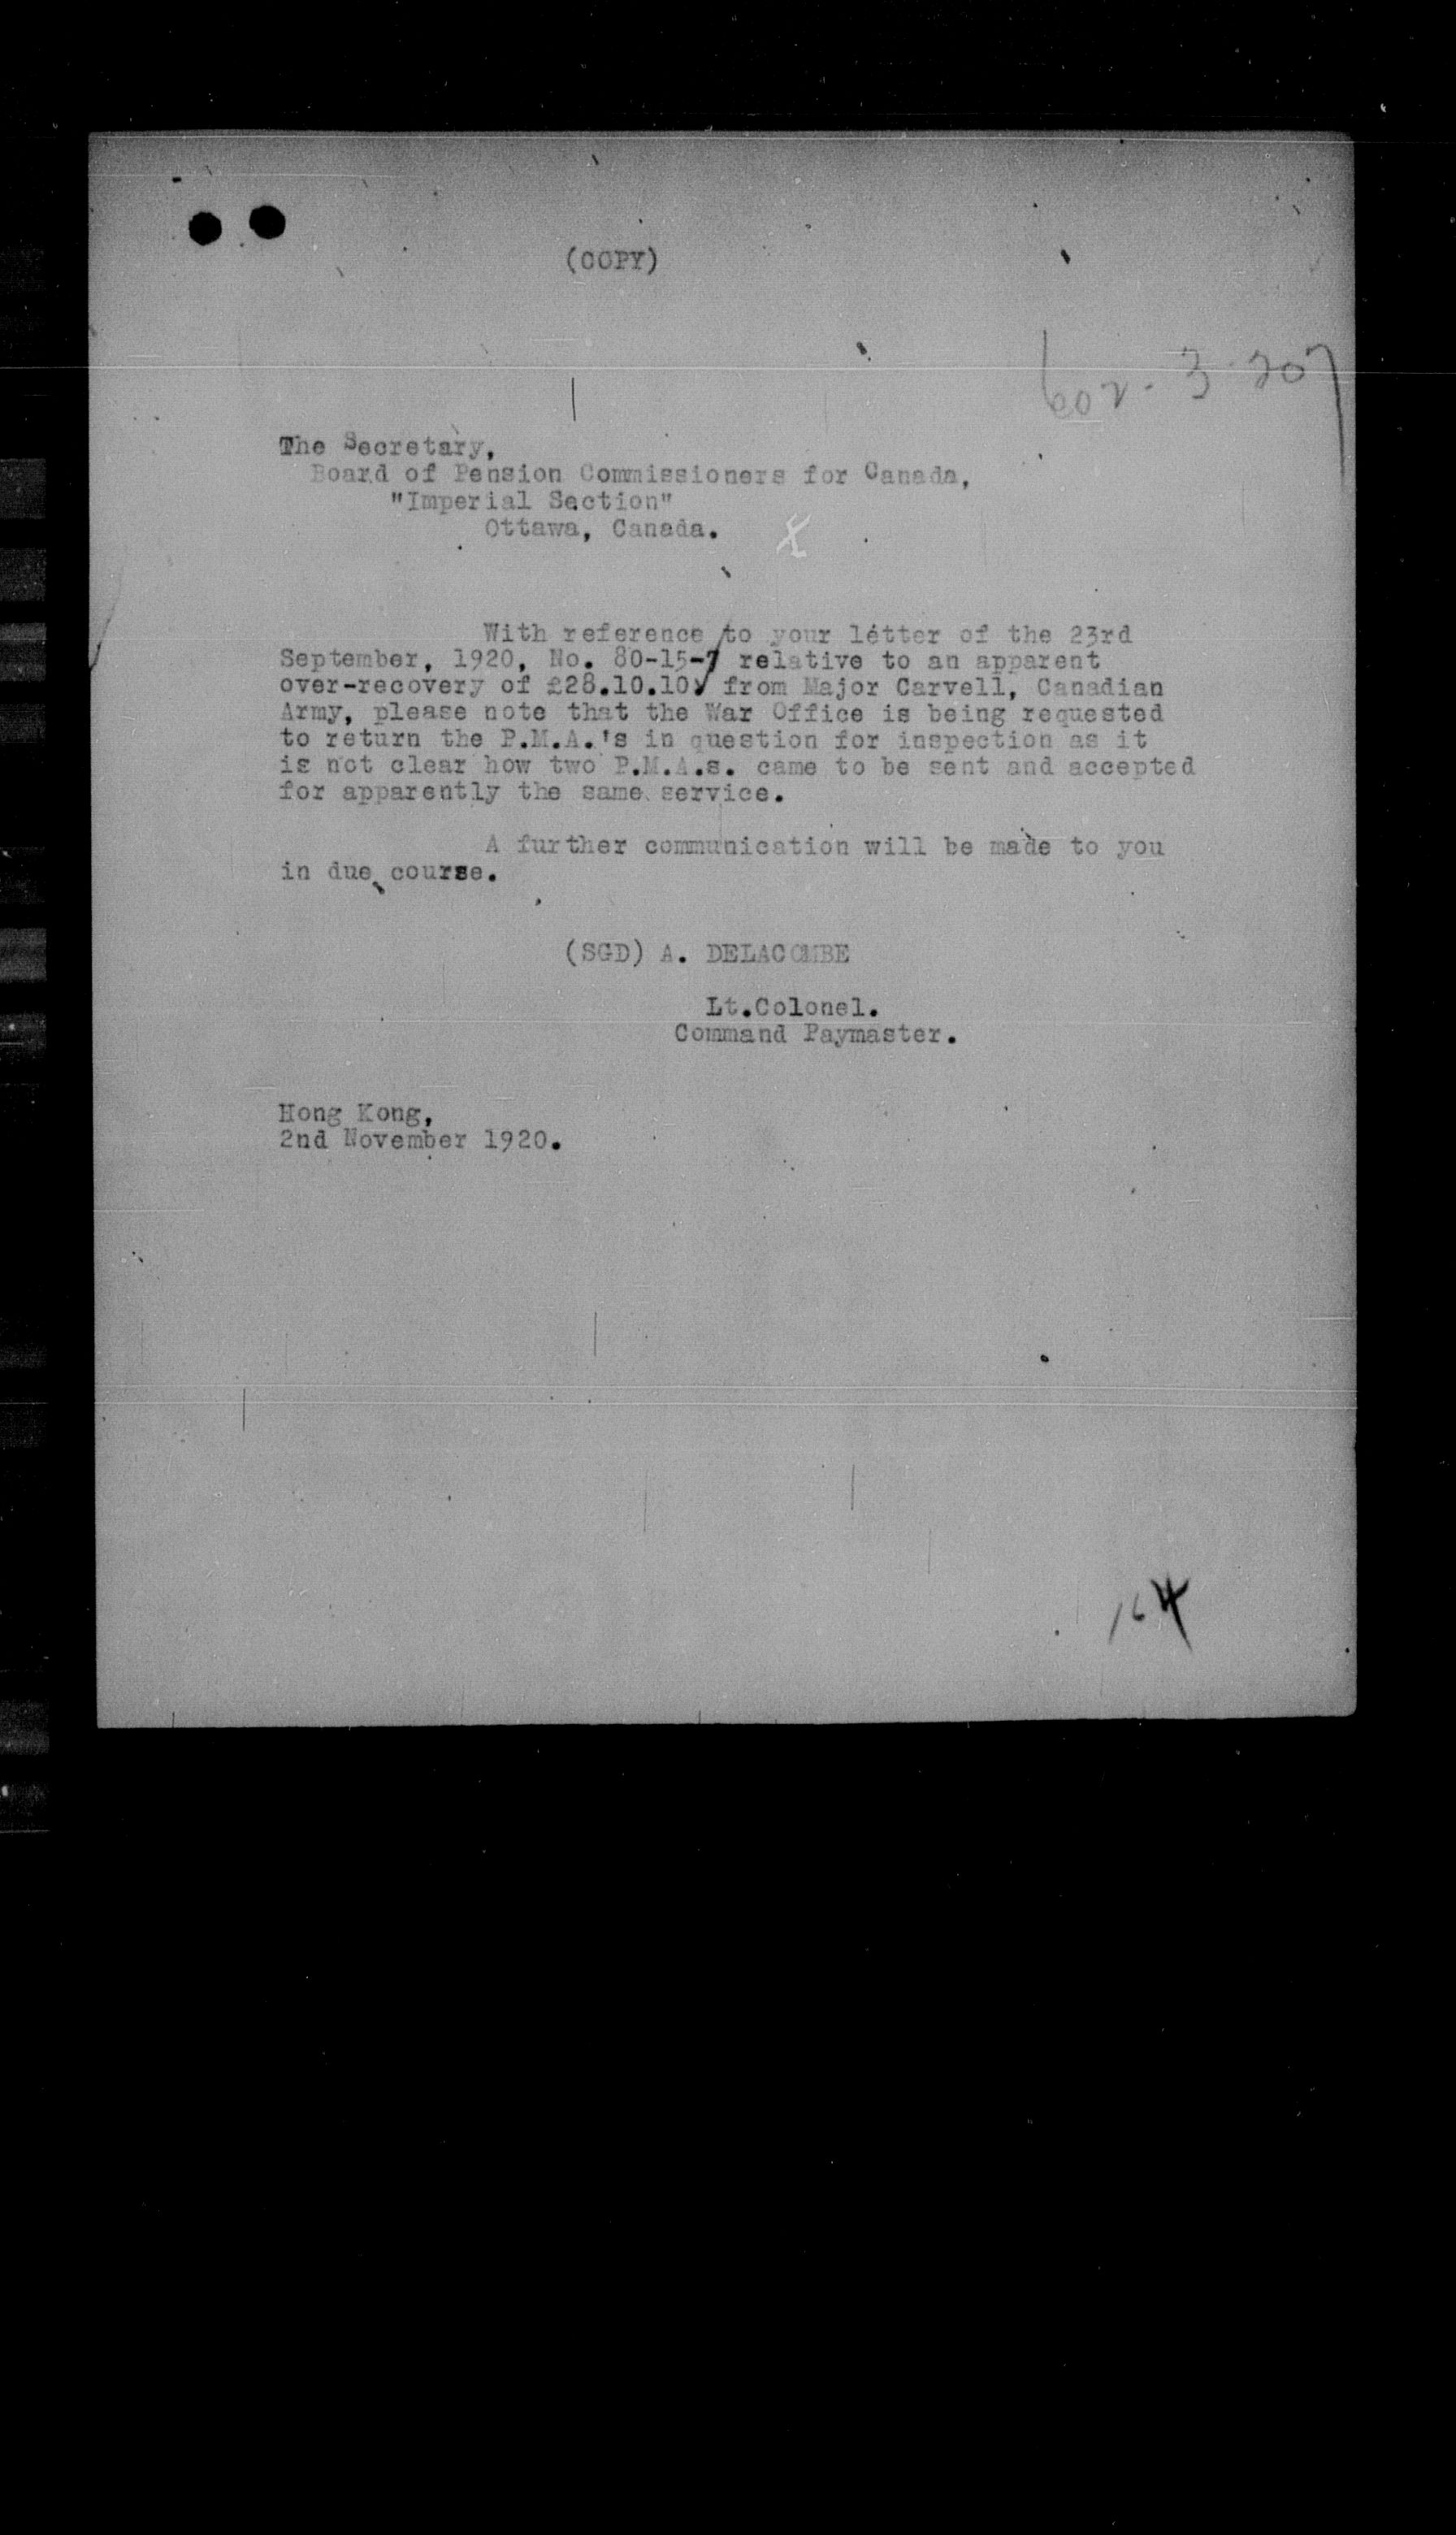 (COPY)
602-3-207
The Secretary,
Board of Pension Commissioners for Canada,
"Imperial Section"
Ottawa, Canada.
With reference to your letter of the 23rd
September, 1920, No. 80-15-7 relative to an apparent
over-recovery of £28.10.10 from Major Carvell, Canadian
Army, please note that the War Office is being requested
to return the P.M.A.'s in question for inspection as it
is not clear how two P.M.A.s. came to be sent and accepted
for apparently the same service.
A further communication will be made to you
in due course.
(SGD) A. DELACOMBE
Lt.Colonel.
Command Paymaster.
Hong Kong,
2nd November 1920.